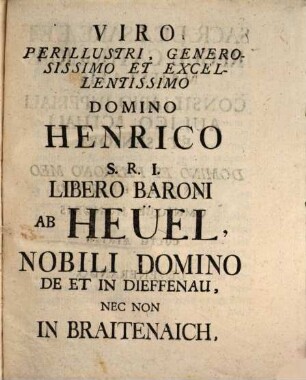 VIRO
PERILLUSTRI, GENERO-
SISSIMO ET EXCEL-
LENTISSIMO
DOMINO
HENRICO
S. R. I.
LIBERO BARONI
AB HEÜEL,
NOBILI DOMINO
DE ET IN DIEFFENAU,
NEC NON
IN BRAITENAICH,